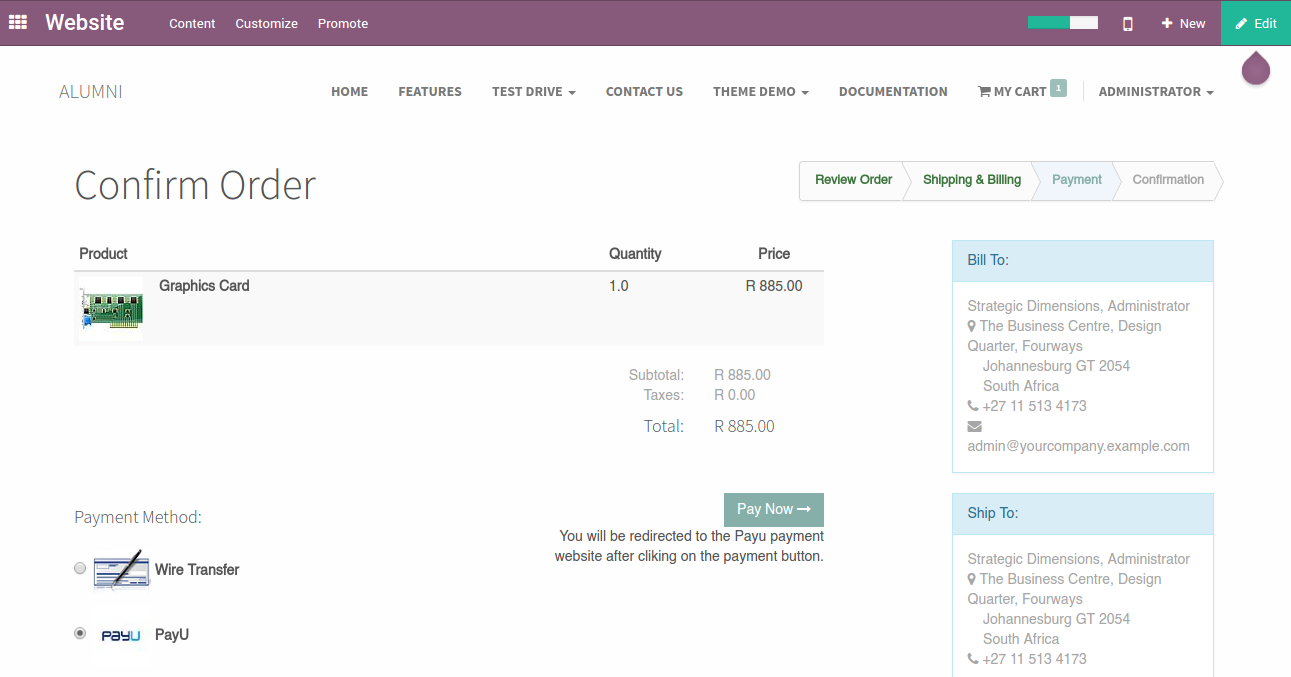 Website Content Customize Promote New Edit
ALUMNI HOME FEATURES TEST DRIVE CONTACT US THEME DEMO DOCUMENTATION MY CART 1 ADMINISTRATOR
Confirm Order
Review Order Shipping & Billing Payment Confirmation
Product Quantity Price
Graphics Card 1.0 R 885.00
Subtotal: R 885.00
Taxes: R 0.00
Total: R 885.00
Pay Now
You will be redirected to the Payu payment
website after cliking on the payment button.
Payment Method:
Wire Transfer
PayU PayU
Bill To:
Strategic Dimensions, Administrator
The Business Centre, Design
Quarter, Fourways
Johannesburg GT 2054
South Africa
+27 11 513 4173
admin@yourcompany.example.com
Ship To:
Strategic Dimensions, Administrator
The Business Centre, Design
Quarter, Fourways
Johannesburg GT 2054
South Africa
+27 11 513 4173